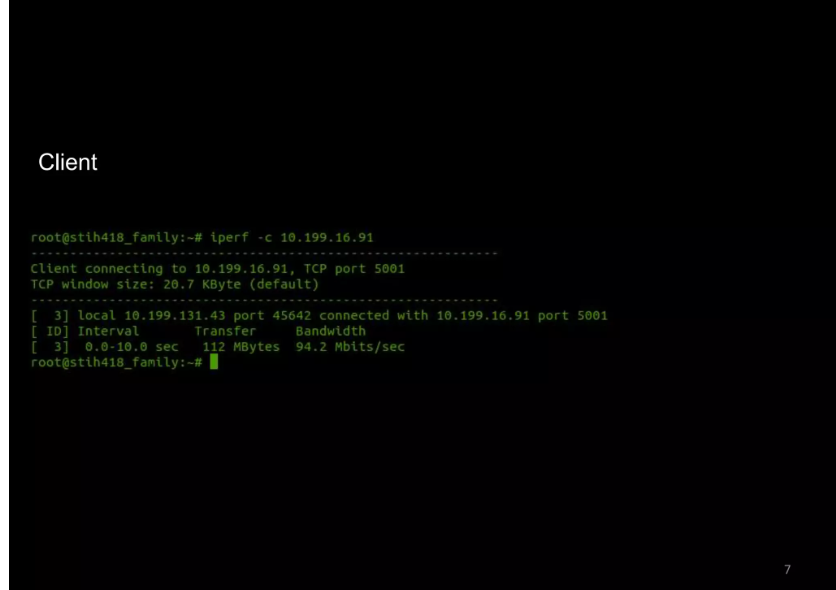 Client
root@stih418_family:~# iperf -c 10.199.16.91
------------------------------------------------------------
Client connecting to 10.199.16.91, TCP port 5001
TCP window size: 20.7 KByte (default)
------------------------------------------------------------
[  3] local 10.199.131.43 port 45642 connected with 10.199.16.91 port 5001
[ ID] Interval       Transfer     Bandwidth
[  3]  0.0-10.0 sec   112 MBytes  94.2 Mbits/sec
root@stih418_family:~#
7